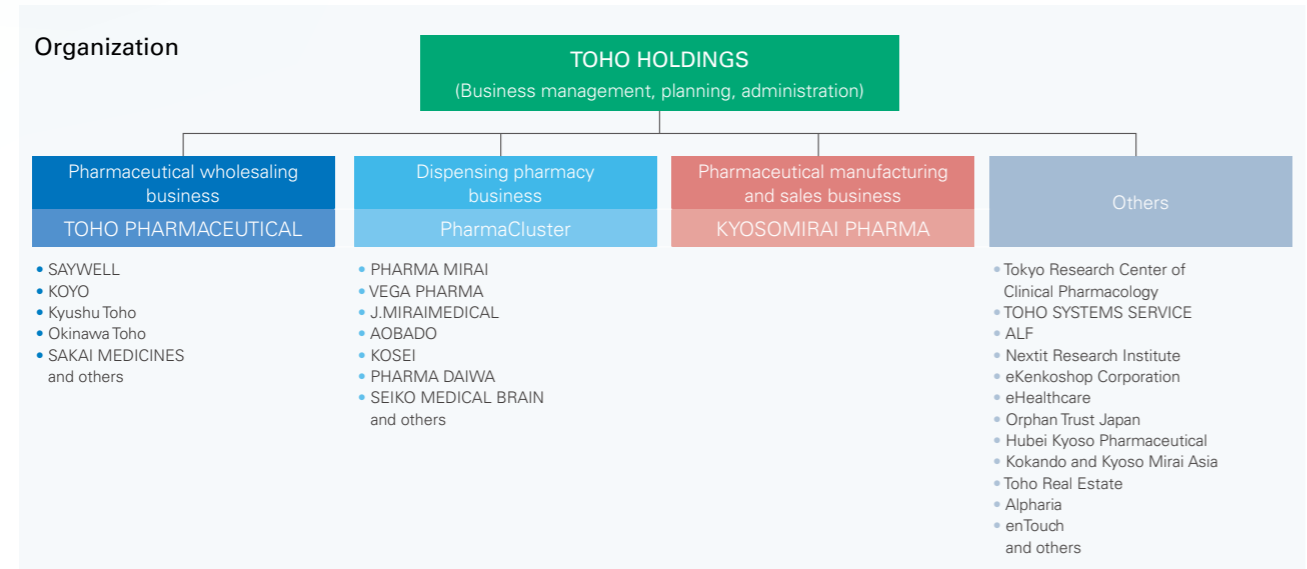 Organization
TOHO HOLDINGS
(Business management, planning, administration)
Pharmaceutical wholesaling
business
TOHO PHARMACEUTICAL
• SAYWELL
• KOYO
• Kyushu Toho
• Okinawa Toho
• SAKAI MEDICINES
and others
Dispensing pharmacy
business
PharmaCluster
• PHARMA MIRAI
• VEGA PHARMA
• J.MIRAIMEDICAL
• AOBADO
• KOSEI
• PHARMA DAIWA
• SEIKO MEDICAL BRAIN
and others
Pharmaceutical manufacturing
and sales business
KYOSOMIRAI PHARMA
Others
• Tokyo Research Center of
Clinical Pharmacology
• TOHO SYSTEMS SERVICE
• ALF
• Nextit Research Institute
• eKenkoshop Corporation
• eHealthcare
• Orphan Trust Japan
• Hubei Kyoso Pharmaceutical
• Kokando and Kyoso Mirai Asia
• Toho Real Estate
• Alpharia
• enTouch
and others